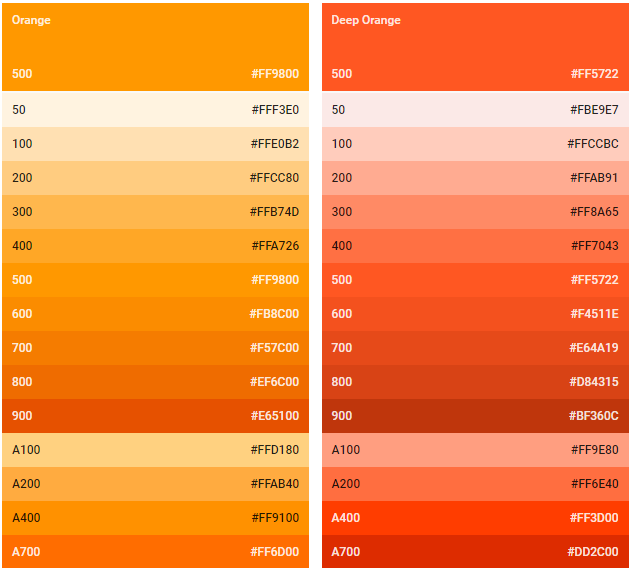 Orange
500 #FF9800
50 #FFF3E0
100 #FFE0B2
200 #FFCC80
300 #FFB74D
400 #FFA726
500 #FF9800
600 #FB8C00
700 #F57C00
800 #EF6C00
900 #E65100
A100 #FFD180
A200 #FFAB40
A400 #FF9100
A700 #FF6D00
Deep Orange
500 #FF5722
50 #FBE9E7
100 #FFCCBC
200 #FFAB91
300 #FF8A65
400 #FF7043
500 #FF5722
600 #F4511E
700 #E64A19
800 #D84315
900 #BF360C
A100 #FF9E80
A200 #FF6E40
A400 #FF3D00
A700 #DD2C00